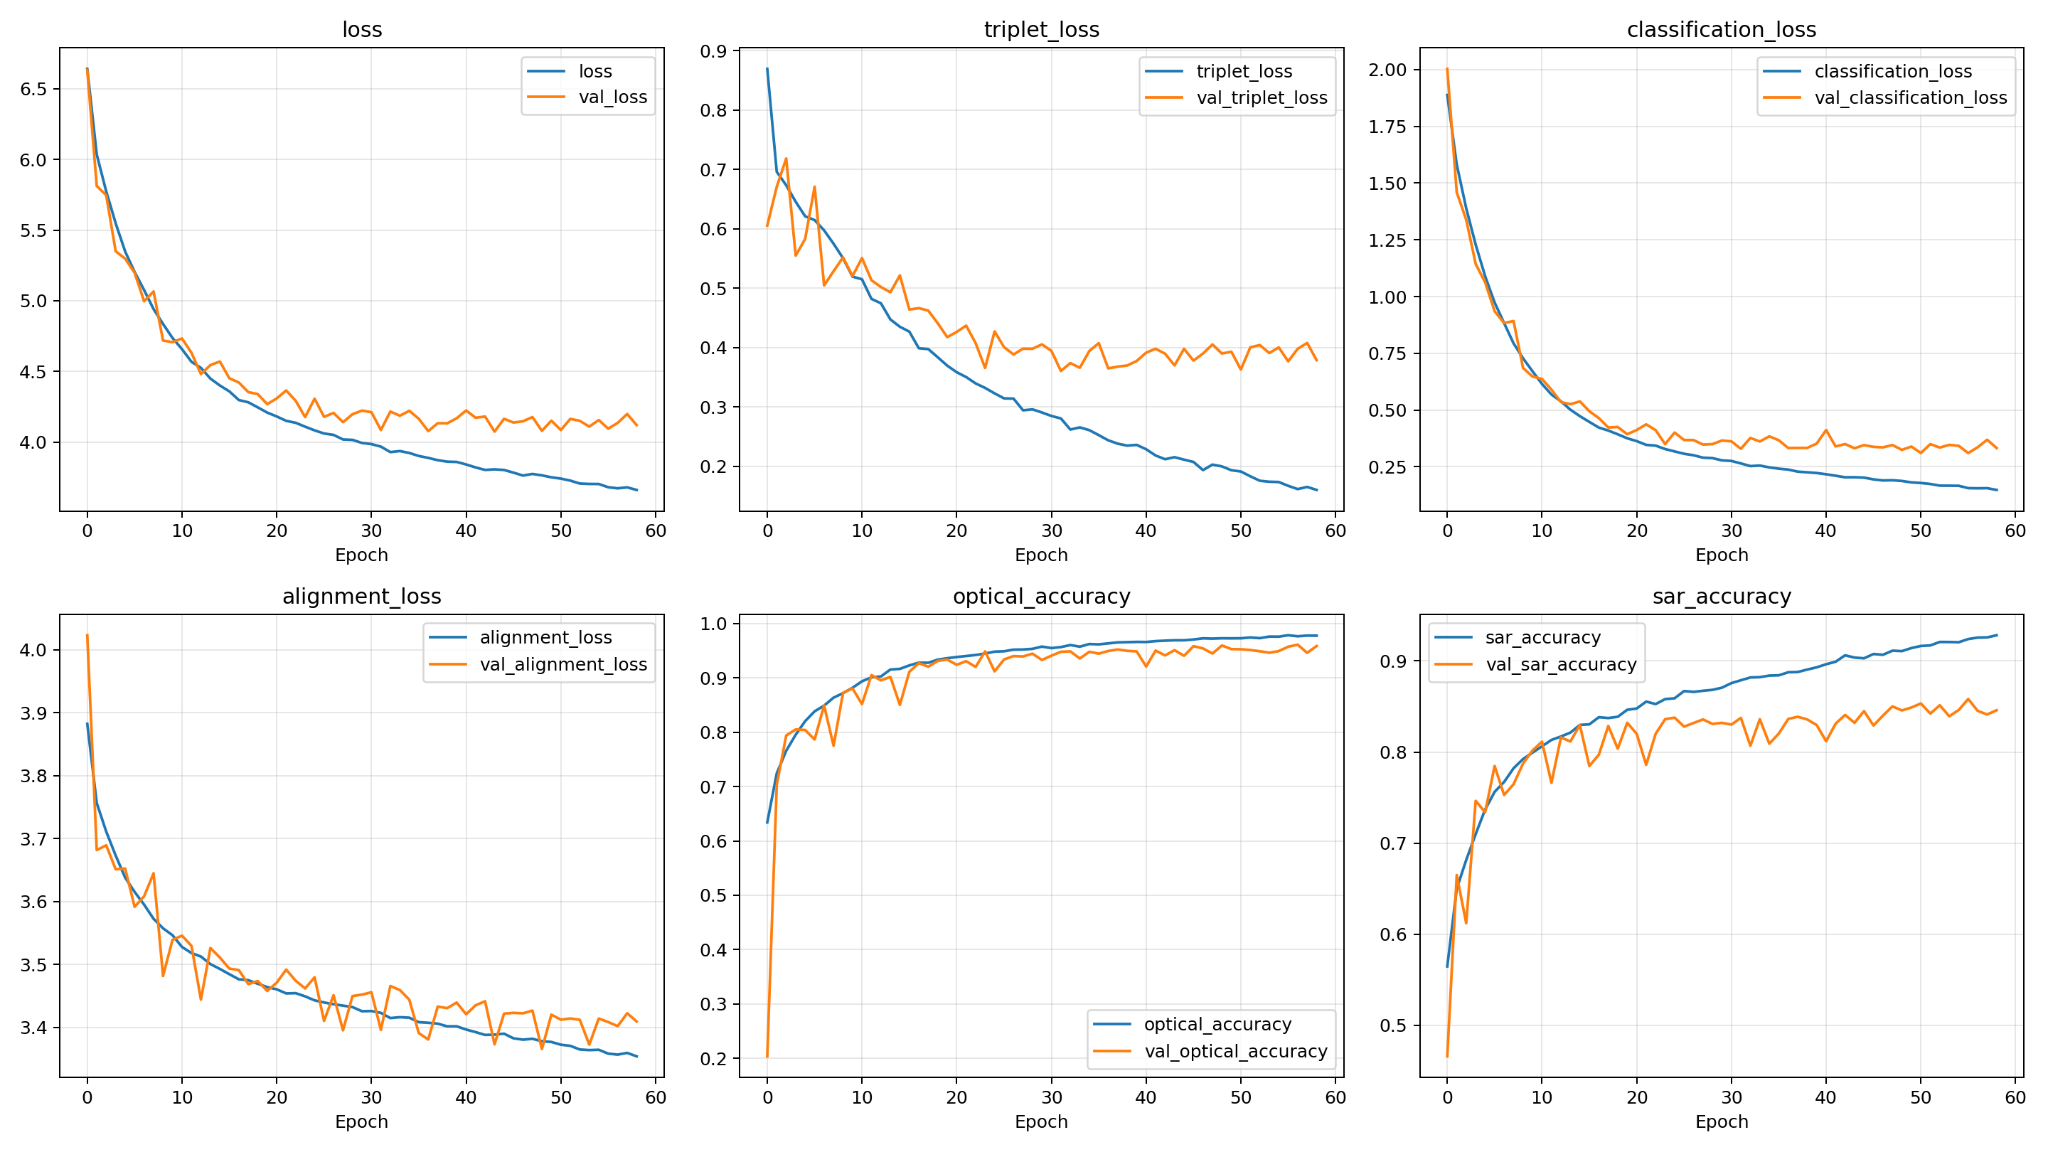 loss
6.5
6.0
5.5
5.0
4.5
4.0
loss
val_loss
0 10 20 30 40 50 60
Epoch
triplet_loss
0.9
0.8
0.7
0.6
0.5
0.4
0.3
0.2
triplet_loss
val_triplet_loss
0 10 20 30 40 50 60
Epoch
classification_loss
2.00
1.75
1.50
1.25
1.00
0.75
0.50
0.25
classification_loss
val_classification_loss
0 10 20 30 40 50 60
Epoch
alignment_loss
4.0
3.9
3.8
3.7
3.6
3.5
3.4
alignment_loss
val_alignment_loss
0 10 20 30 40 50 60
Epoch
optical_accuracy
1.0
0.9
0.8
0.7
0.6
0.5
0.4
0.3
0.2
optical_accuracy
val_optical_accuracy
0 10 20 30 40 50 60
Epoch
sar_accuracy
0.9
0.8
0.7
0.6
0.5
sar_accuracy
val_sar_accuracy
0 10 20 30 40 50 60
Epoch